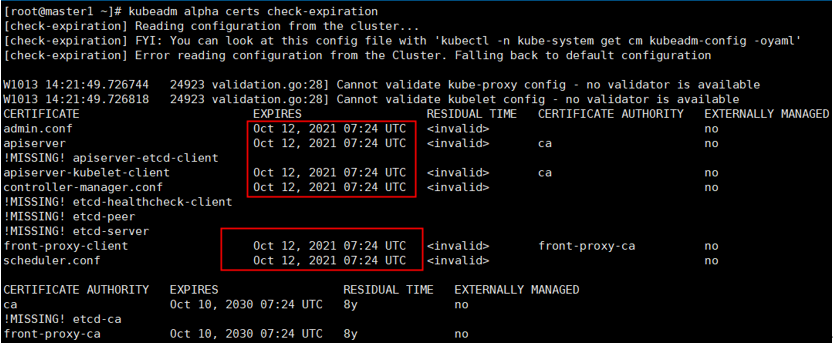 [root@master1 ~]# kubeadm alpha certs check-expiration
[check-expiration] Reading configuration from the cluster...
[check-expiration] FYI: You can look at this config file with 'kubectl -n kube-system get cm kubeadm-config -oyaml'
[check-expiration] Error reading configuration from the Cluster. Falling back to default configuration
W1013 14:21:49.726744   24923 validation.go:28] Cannot validate kube-proxy config - no validator is available
W1013 14:21:49.726818   24923 validation.go:28] Cannot validate kubelet config - no validator is available
CERTIFICATE                EXPIRES                  RESIDUAL TIME   CERTIFICATE AUTHORITY   EXTERNALLY MANAGED
admin.conf                 Oct 12, 2021 07:24 UTC   <invalid>                               no
apiserver                  Oct 12, 2021 07:24 UTC   <invalid>       ca                      no
!MISSING! apiserver-etcd-client
apiserver-kubelet-client   Oct 12, 2021 07:24 UTC   <invalid>       ca                      no
controller-manager.conf    Oct 12, 2021 07:24 UTC   <invalid>                               no
!MISSING! etcd-healthcheck-client
!MISSING! etcd-peer
!MISSING! etcd-server
front-proxy-client         Oct 12, 2021 07:24 UTC   <invalid>       front-proxy-ca          no
scheduler.conf             Oct 12, 2021 07:24 UTC   <invalid>                               no
CERTIFICATE AUTHORITY   EXPIRES                  RESIDUAL TIME   EXTERNALLY MANAGED
ca                      Oct 10, 2030 07:24 UTC   8y              no
!MISSING! etcd-ca
front-proxy-ca          Oct 10, 2030 07:24 UTC   8y              no